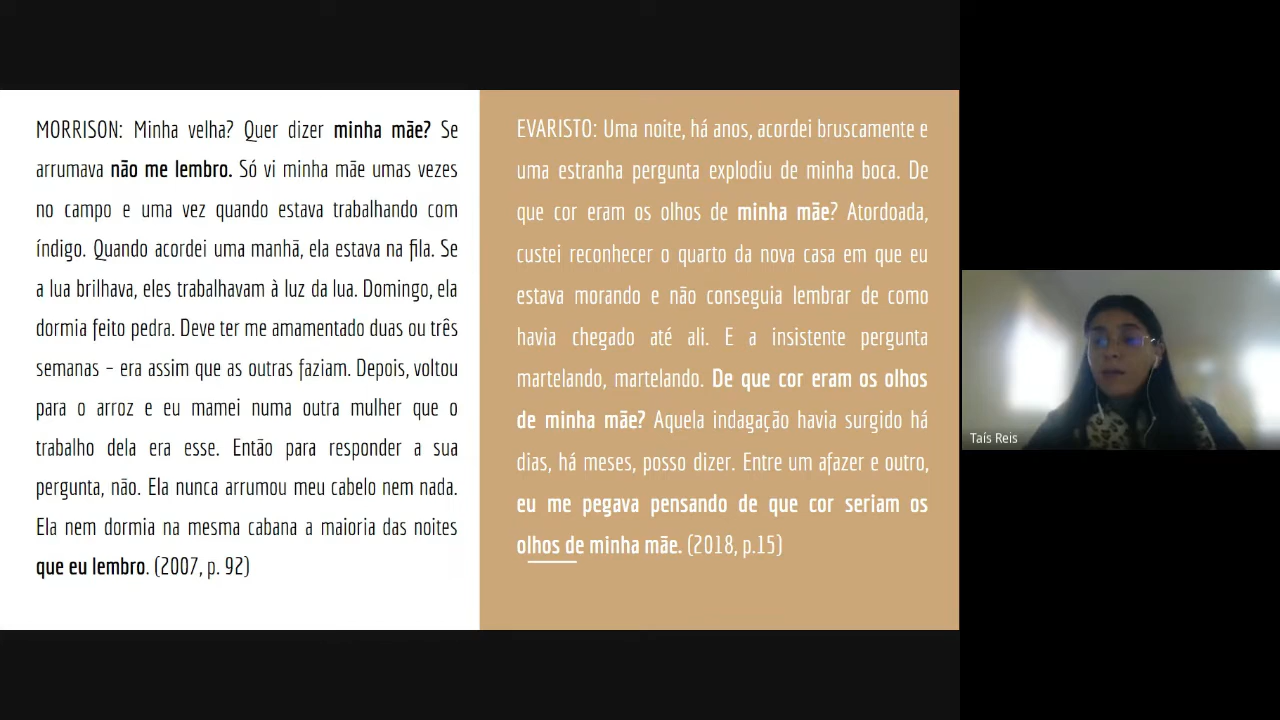 MORRISON: Minha velha? Quer dizer minha mãe? Se
arrumava não me lembro. Só vi minha mãe umas vezes
no campo e uma vez quando estava trabalhando com
índigo. Quando acordei uma manhã, ela estava na fila. Se
a lua brilhava, eles trabalhavam à luz da lua. Domingo, ela
dormia feito pedra. Deve ter me amamentado duas ou três
semanas – era assim que as outras faziam. Depois, voltou
para o arroz e eu mamei numa outra mulher que o
trabalho dela era esse. Então para responder a sua
pergunta, não. Ela nunca arrumou meu cabelo nem nada.
Ela nem dormia na mesma cabana a maioria das noites
que eu lembro. (2007, p. 92)
EVARISTO: Uma noite, há anos, acordei bruscamente e
uma estranha pergunta explodiu de minha boca. De
que cor eram os olhos de minha mãe? Atordoada,
custei reconhecer o quarto da nova casa em que eu
estava morando e não conseguia lembrar de como
havia chegado até ali. E a insistente pergunta
martelando, martelando. De que cor eram os olhos
de minha mãe? Aquela indagação havia surgido há
dias, há meses, posso dizer. Entre um afazer e outro,
eu me pegava pensando de que cor seriam os
olhos de minha mãe. (2018, p.15)
Taís Reis